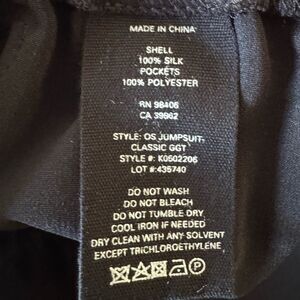 MADE IN CHINA
SHELL
100% SILK
POCKETS
100% POLYESTER
RN 98405
CA 39962
STYLE: OS JUMPSUIT-
CLASSIC GGT
STYLE #: K0502206
LOT #:435740
DO NOT WASH
DO NOT BLEACH
DO NOT TUMBLE DRY
COOL IRON IF NEEDED
DRY CLEAN WITH ANY SOLVENT
EXCEPT TRICHLOROETHYLENE
P